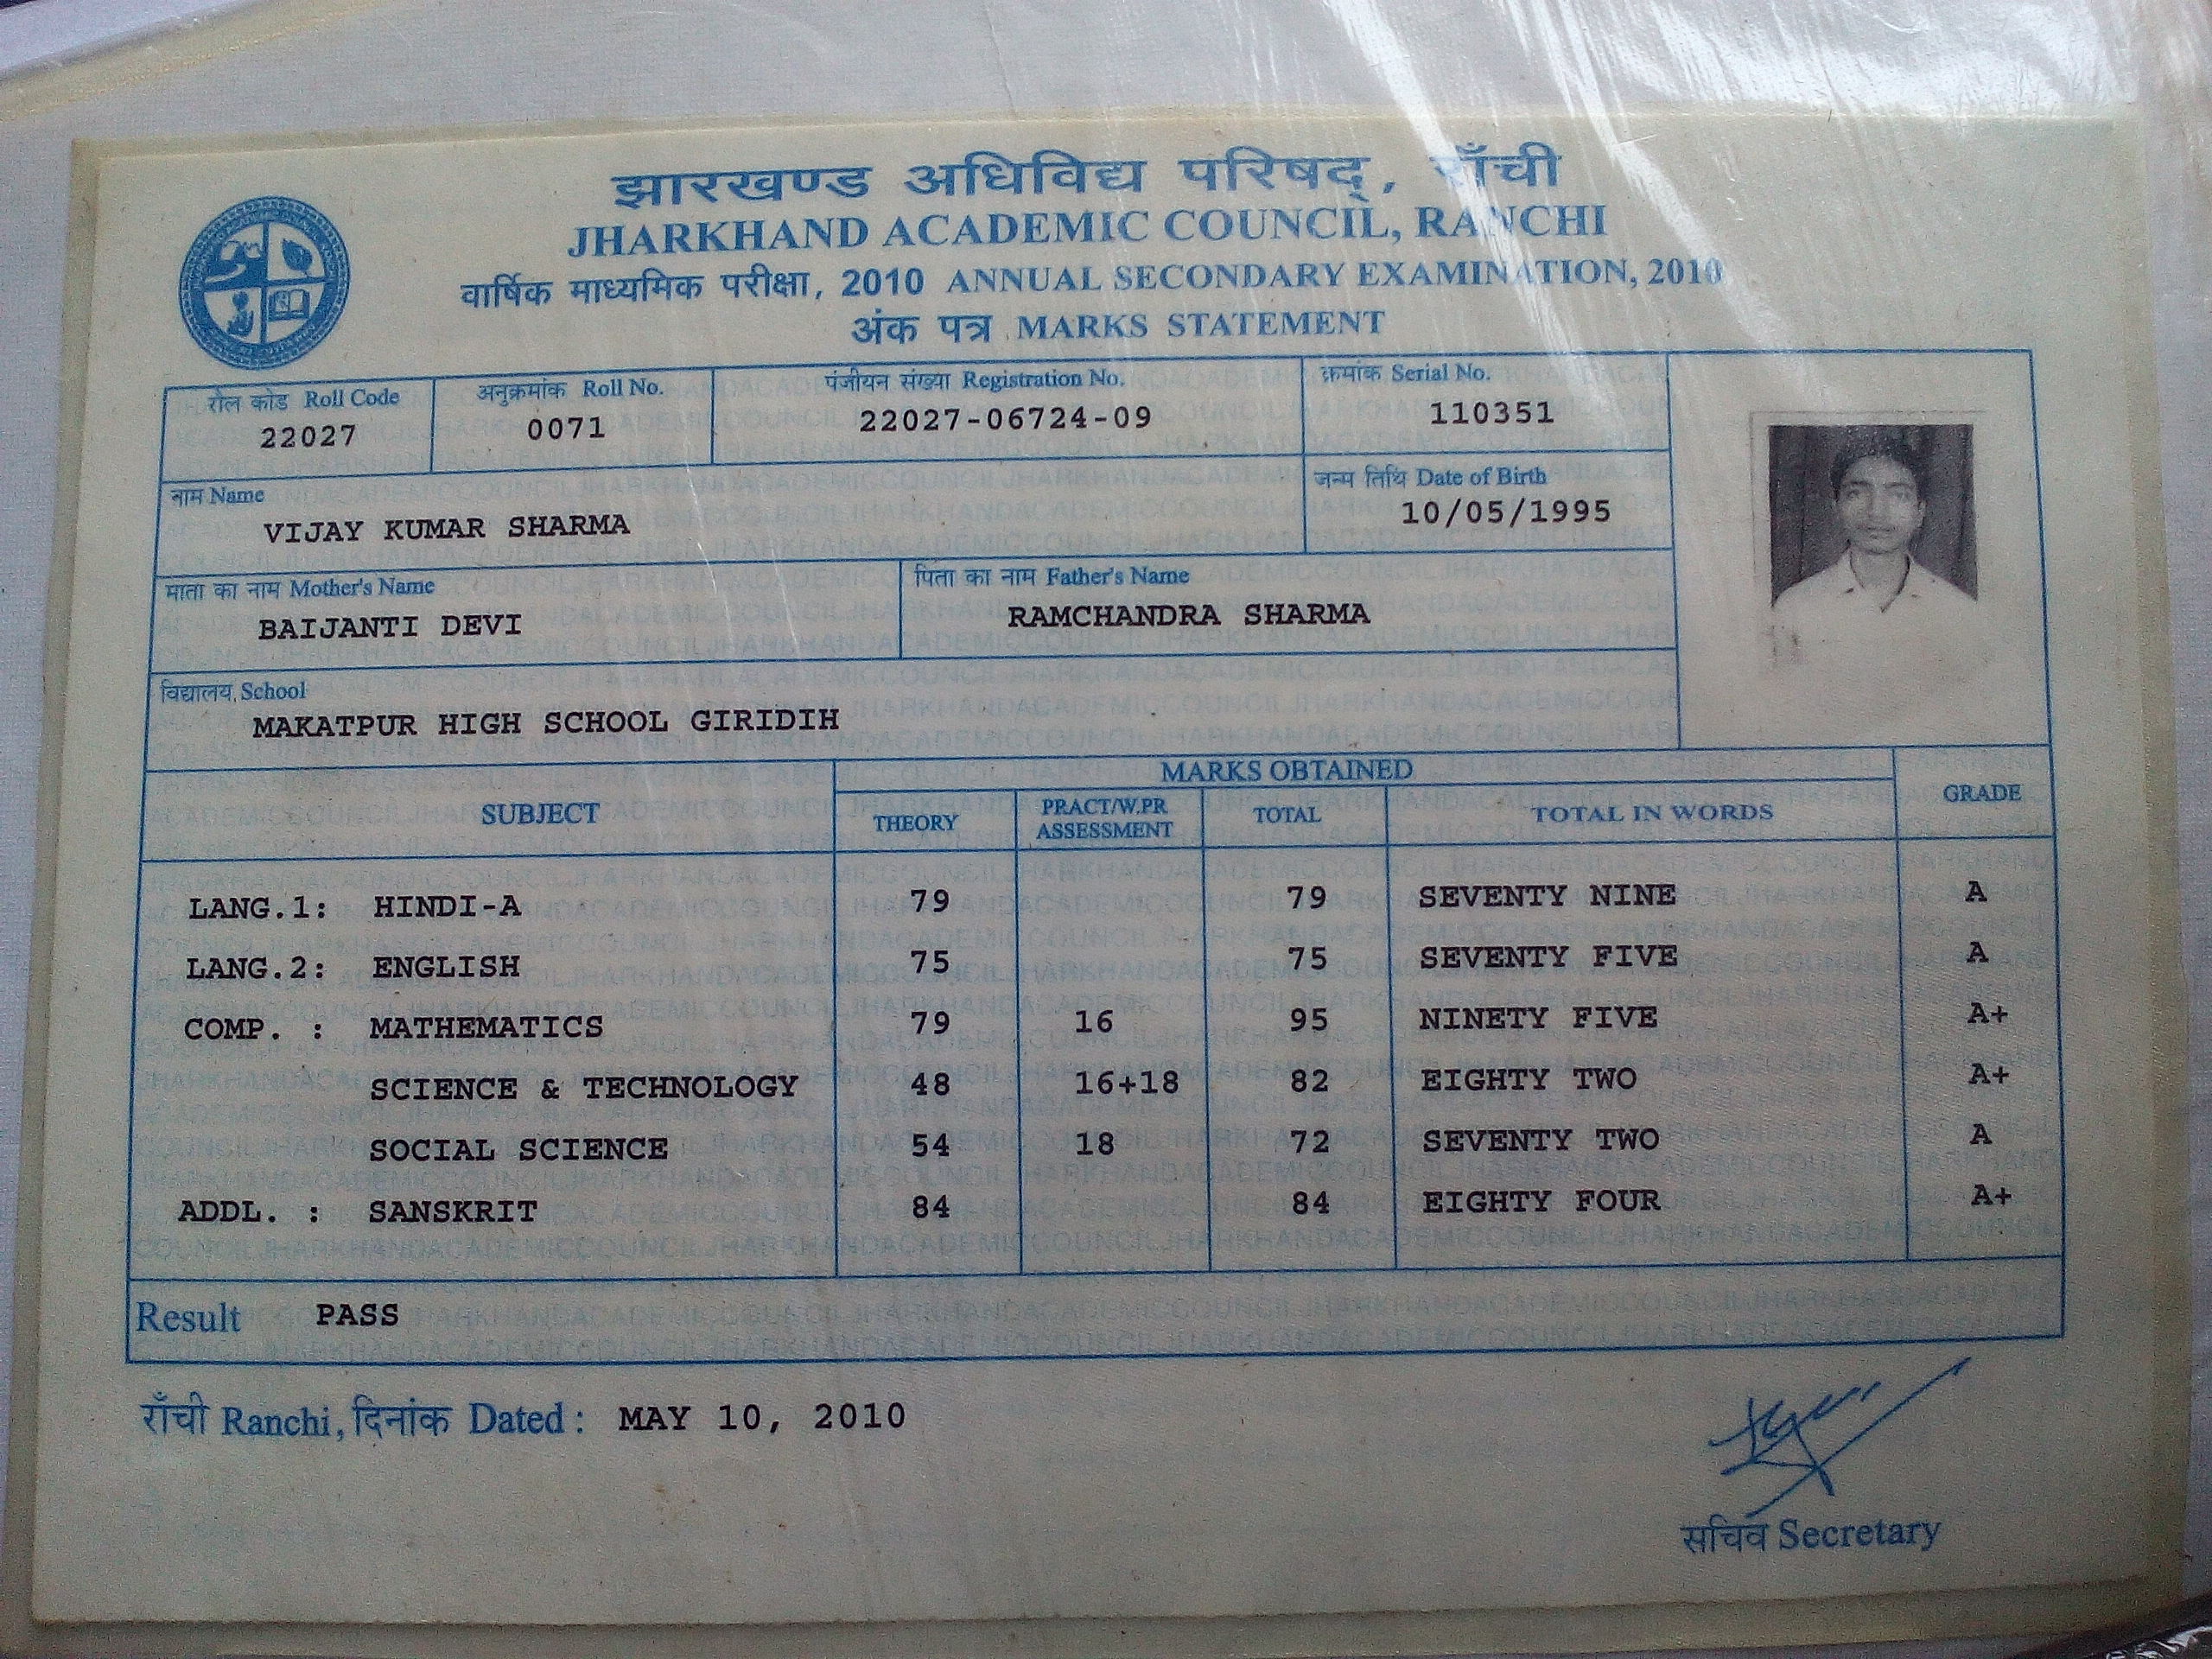 झारखण्ड अधिविद्य परिषद्, राँची
JHARKHAND ACADEMIC COUNCIL, RANCHI
वार्षिक माध्यमिक परीक्षा, 2010 ANNUAL SECONDARY EXAMINATION, 2010
अंक पत्र MARKS STATEMENT
रोल कोड Roll Code अनुक्रमांक Roll No. पंजीयन संख्या Registration No. क्रमांक Serial No.
22027 0071 22027-06724-09 110351
नाम Name जन्म तिथि Date of Birth
VIJAY KUMAR SHARMA 10/05/1995
माता का नाम Mother's Name पिता का नाम Father's Name
BAIJANTI DEVI RAMCHANDRA SHARMA
विद्यालय School
MAKATPUR HIGH SCHOOL GIRIDIH
MARKS OBTAINED
SUBJECT THEORY PRACT/W.PR ASSESSMENT TOTAL TOTAL IN WORDS GRADE
LANG.1: HINDI-A 79 79 SEVENTY NINE A
LANG.2: ENGLISH 75 75 SEVENTY FIVE A
COMP. : MATHEMATICS 79 16 95 NINETY FIVE A+
SCIENCE & TECHNOLOGY 48 16+18 82 EIGHTY TWO A+
SOCIAL SCIENCE 54 18 72 SEVENTY TWO A
ADDL. : SANSKRIT 84 84 EIGHTY FOUR A+
Result PASS
राँची Ranchi, दिनांक Dated : MAY 10, 2010
सचिव Secretary